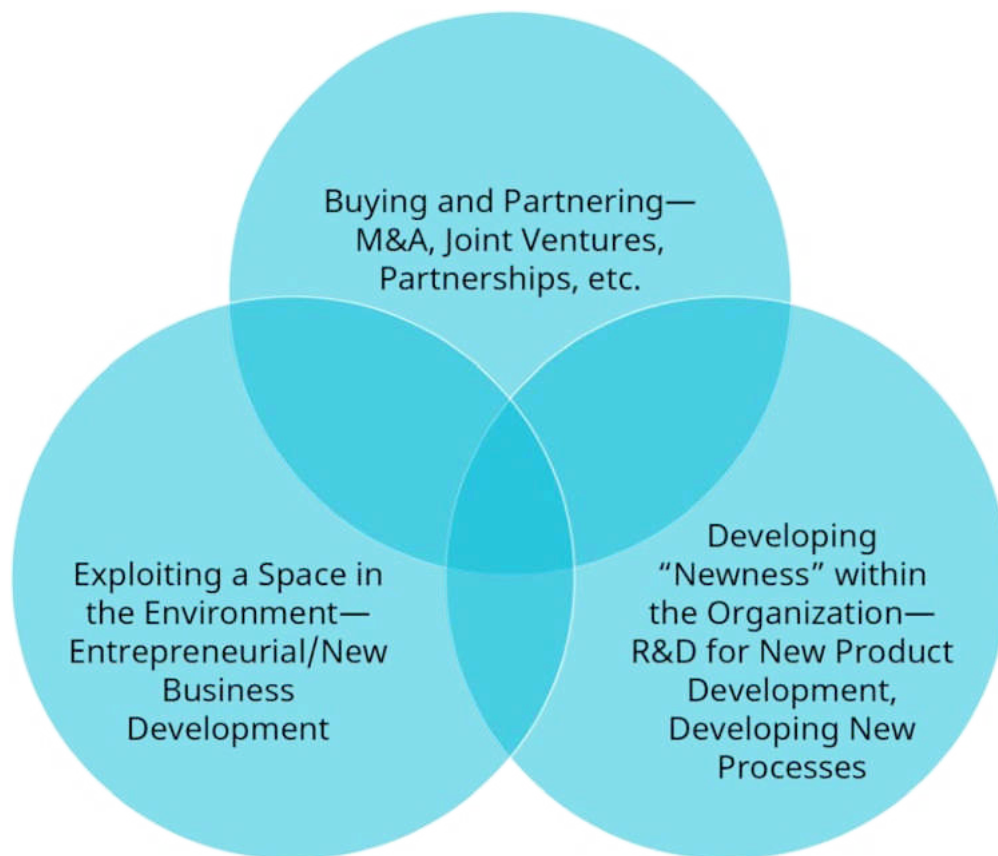 Buying and Partnering—
M&A, Joint Ventures,
Partnerships, etc.
Exploiting a Space in
the Environment—
Entrepreneurial/New
Business
Development
Developing
“Newness” within
the Organization—
R&D for New Product
Development,
Developing New
Processes